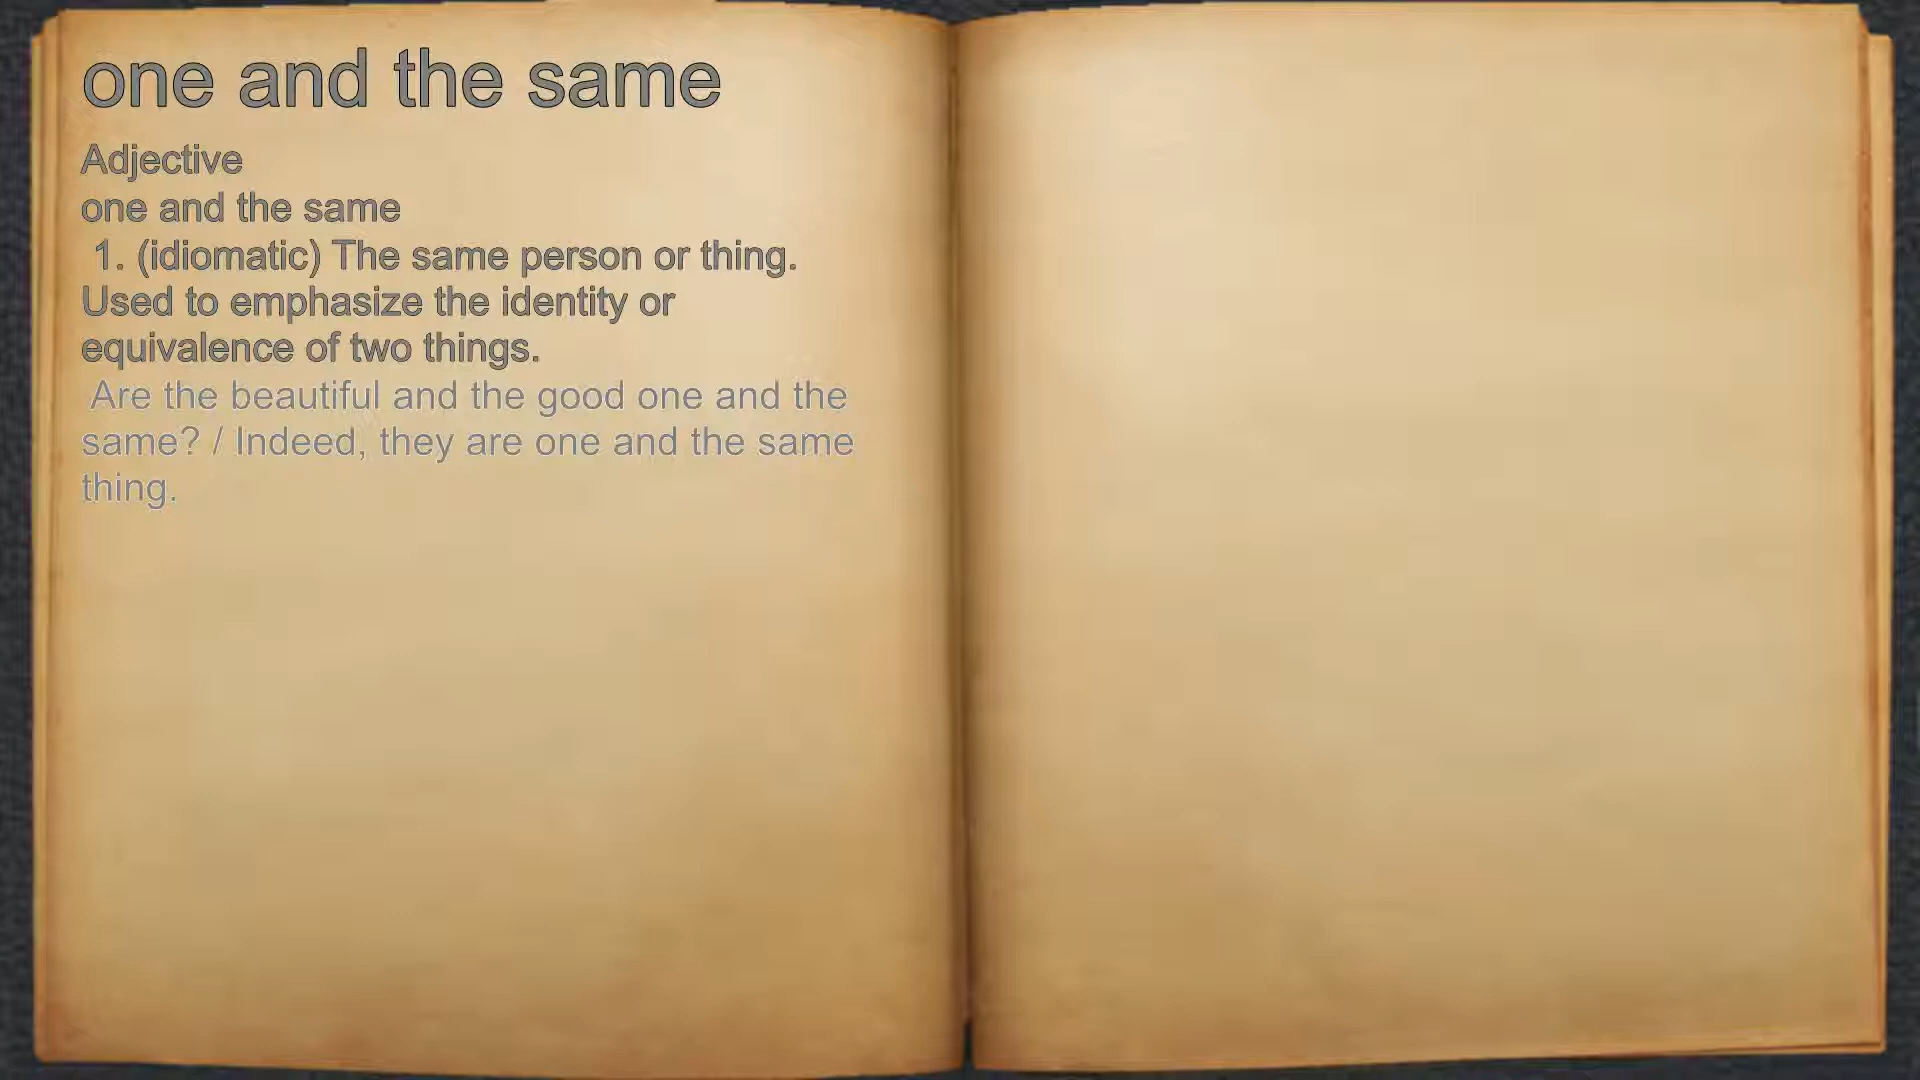 one and the same
Adjective
one and the same
1. (idiomatic) The same person or thing.
Used to emphasize the identity or
equivalence of two things.
Are the beautiful and the good one and the
same? / Indeed, they are one and the same
thing.